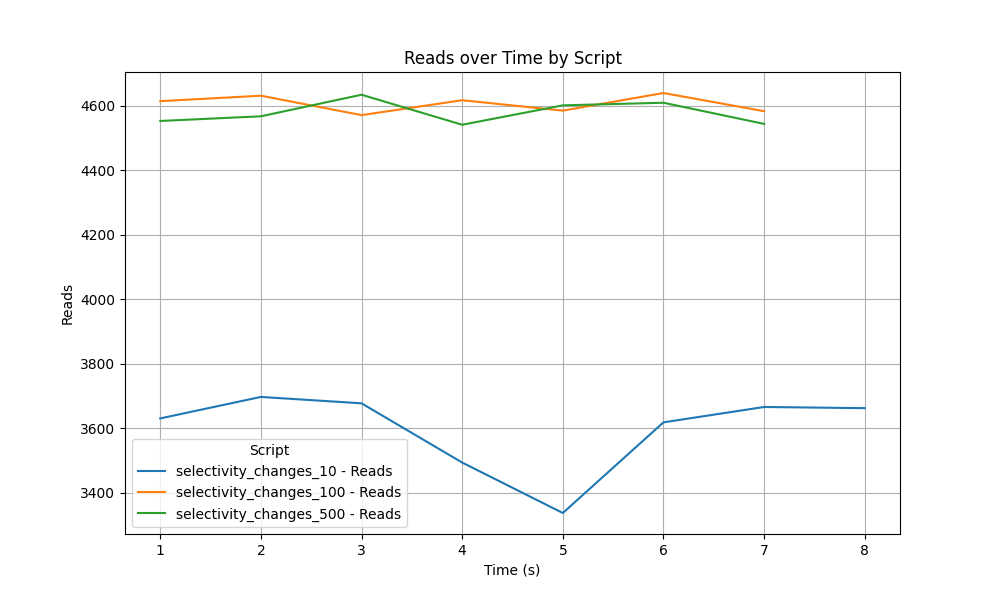 Reads over Time by Script
Reads
4600
4400
4200
4000
3800
3600
3400
Script
selectivity_changes_10 - Reads
selectivity_changes_100 - Reads
selectivity_changes_500 - Reads
1 2 3 4 5 6 7 8
Time (s)